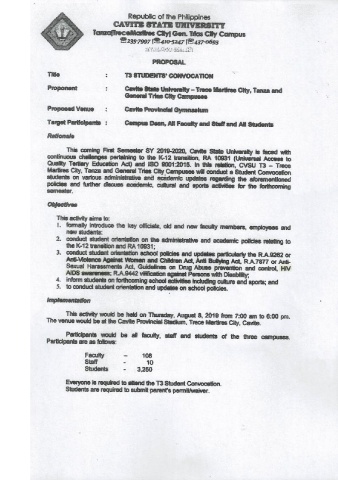 Republic of the Philippines
CAVITE STATE UNIVERSITY
Tanza|Trece Martires City| Gen. Trias City Campus
☎239-7997 |☎410-5247 |☎437-0693
PROPOSAL
Title : T3 STUDENTS' CONVOCATION
Proponent : Cavite State University – Trece Martires City, Tanza and
General Trias City Campuses
Proposed Venue : Cavite Provincial Gymnasium
Target Participants : Campus Dean, All Faculty and Staff and All Students
Rationale
This coming First Semester SY 2019-2020, Cavite State University is faced with
continuous challenges pertaining to the K-12 transition, RA 10931 (Universal Access to
Quality Tertiary Education Act) and ISO 9001:2015. In this relation, CVSU T3 – Trece
Martires City, Tanza and General Trias City Campuses will conduct a Student Convocation
students on various administrative and academic updates regarding the aforementioned
policies and further discuss academic, cultural and sports activities for the forthcoming
semester.
Objectives
This activity aims to:
1. formally introduce the key officials, old and new faculty members, employees and
new students;
2. conduct student orientation on the administrative and academic policies relating to
the K-12 transition and RA 10931;
3. conduct student orientation school policies and updates particularly the R.A.9262 or
Anti-Violence Against Women and Children Act, Anti Bullying Act, R.A.7877 or Anti-
Sexual Harassments Act, Guidelines on Drug Abuse prevention and control, HIV
AIDS awareness; R.A.9442 vilification against Persons with Disability;
4. inform students on forthcoming school activities including culture and sports; and
5. to conduct student orientation and updates on school policies.
Implementation
This activity would be held on Thursday, August 8, 2019 from 7:00 am to 6:00 pm.
The venue would be at the Cavite Provincial Stadium, Trece Martires City, Cavite.
Participants would be all faculty, staff and students of the three campuses.
Participants are as follows:
Faculty - 108
Staff - 10
Students - 3,250
Everyone is required to attend the T3 Student Convocation.
Students are required to submit parent's permit/waiver.